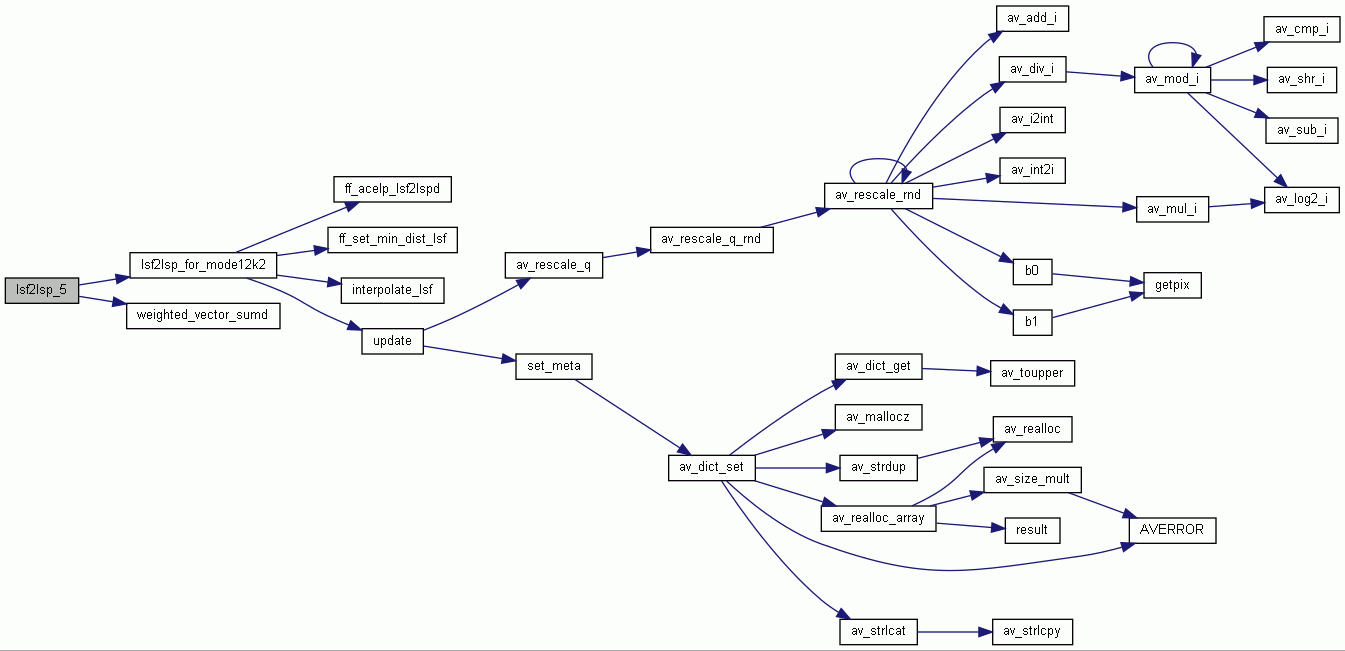 lsf2lsp_5
lsf2lsp_for_mode12k2
weighted_vector_sumd
ff_acelp_lsf2lspd
ff_set_min_dist_lsf
interpolate_lsf
update
av_rescale_q
set_meta
av_rescale_q_rnd
av_dict_set
av_rescale_rnd
av_dict_get
av_mallocz
av_strdup
av_realloc_array
av_strlcat
av_add_i
av_div_i
av_i2int
av_int2i
b0
b1
av_toupper
av_realloc
av_size_mult
result
av_strlcpy
av_mod_i
av_mul_i
getpix
AVERROR
av_cmp_i
av_shr_i
av_sub_i
av_log2_i